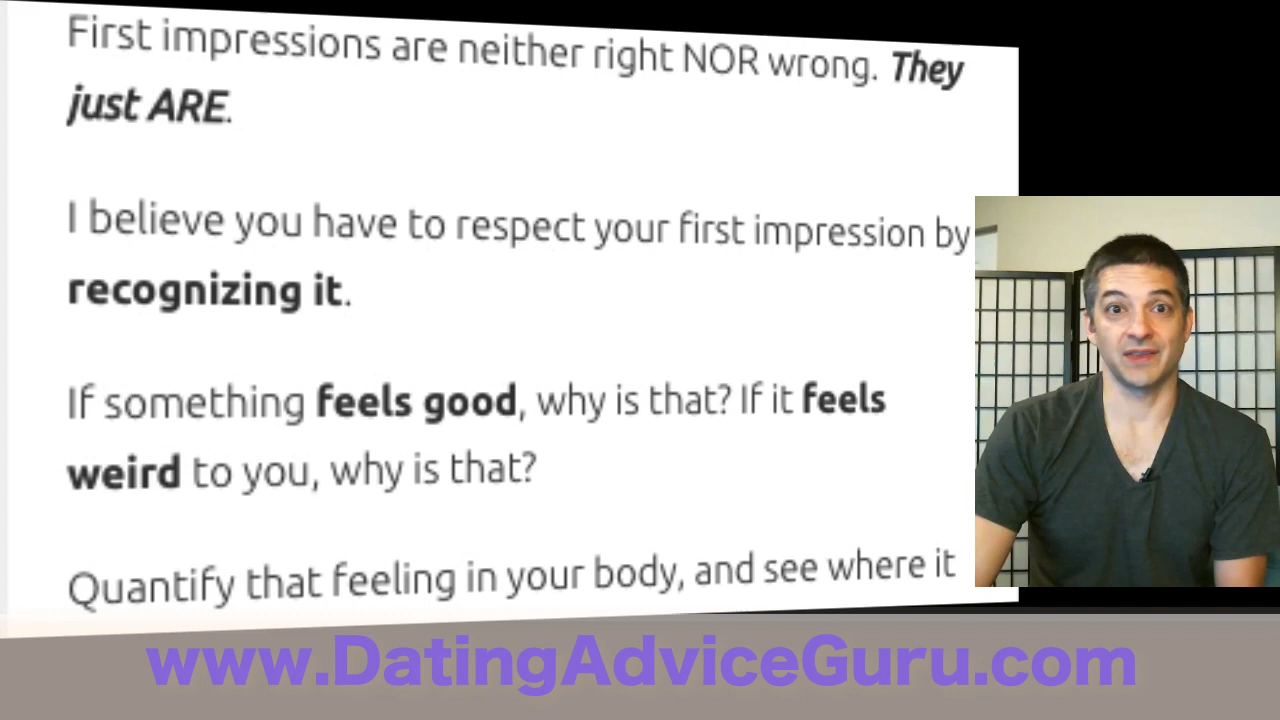 First impressions are neither right NOR wrong. They
just ARE.
I believe you have to respect your first impression by
recognizing it.
If something feels good, why is that? If it feels
weird to you, why is that?
Quantify that feeling in your body, and see where it
www.DatingAdviceGuru.com